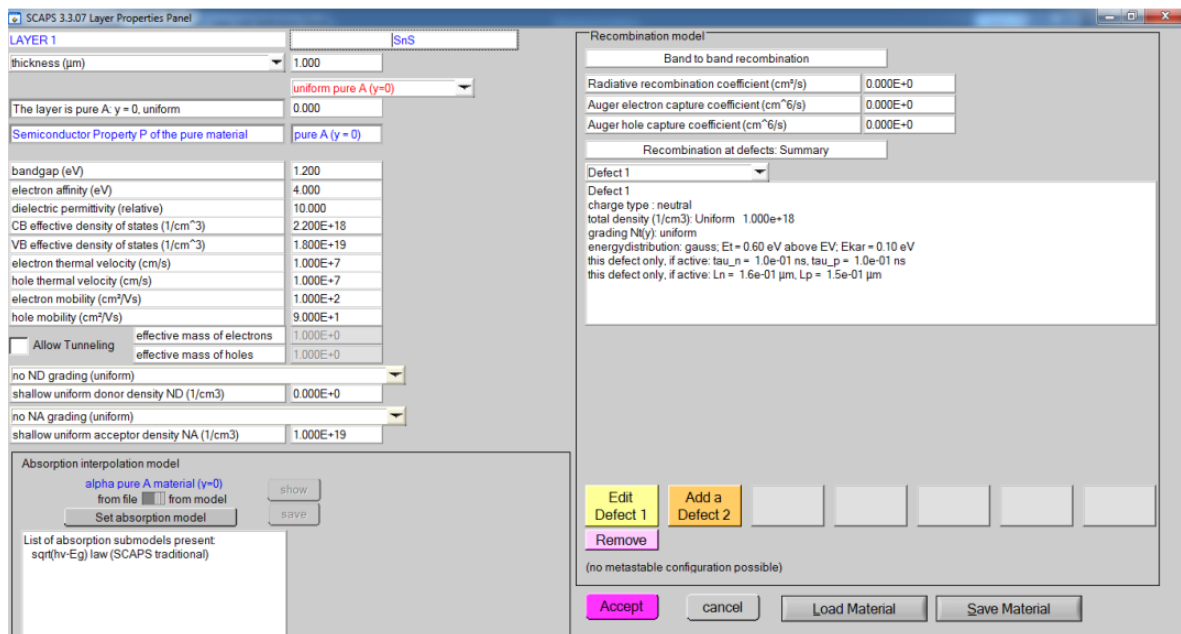 SCAPS 3.3.07 Layer Properties Panel
LAYER 1 SnS
thickness (µm) 1.000
uniform pure A (y=0)
The layer is pure A: y = 0, uniform 0.000
Semiconductor Property P of the pure material pure A (y = 0)
bandgap (eV) 1.200
electron affinity (eV) 4.000
dielectric permittivity (relative) 10.000
CB effective density of states (1/cm^3) 2.200E+18
VB effective density of states (1/cm^3) 1.800E+19
electron thermal velocity (cm/s) 1.000E+7
hole thermal velocity (cm/s) 1.000E+7
electron mobility (cm²/Vs) 1.000E+2
hole mobility (cm²/Vs) 9.000E+1
Allow Tunneling
effective mass of electrons 1.000E+0
effective mass of holes 1.000E+0
no ND grading (uniform)
shallow uniform donor density ND (1/cm3) 0.000E+0
no NA grading (uniform)
shallow uniform acceptor density NA (1/cm3) 1.000E+19
Absorption interpolation model
alpha pure A material (y=0)
from file from model
show
Set absorption model
save
List of absorption submodels present:
sqrt(hv-Eg) law (SCAPS traditional)
Recombination model
Band to band recombination
Radiative recombination coefficient (cm³/s) 0.000E+0
Auger electron capture coefficient (cm^6/s) 0.000E+0
Auger hole capture coefficient (cm^6/s) 0.000E+0
Recombination at defects: Summary
Defect 1
Defect 1
charge type : neutral
total density (1/cm3): Uniform 1.000e+18
grading Nt(y): uniform
energydistribution: gauss; Et = 0.60 eV above EV; Ekar = 0.10 eV
this defect only, if active: tau_n = 1.0e-01 ns, tau_p = 1.0e-01 ns
this defect only, if active: Ln = 1.6e-01 µm, Lp = 1.5e-01 µm
Edit
Defect 1
Add a
Defect 2
Remove
(no metastable configuration possible)
Accept
cancel
Load Material
Save Material